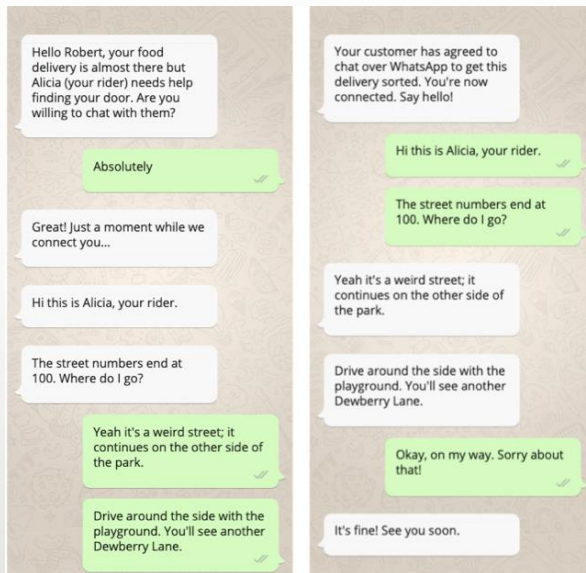 Hello Robert, your food
delivery is almost there but
Alicia (your rider) needs help
finding your door. Are you
willing to chat with them?
Absolutely
Great! Just a moment while we
connect you...
Hi this is Alicia, your rider.
The street numbers end at
100. Where do I go?
Yeah it's a weird street; it
continues on the other side of
the park.
Drive around the side with the
playground. You'll see another
Dewberry Lane.
Your customer has agreed to
chat over WhatsApp to get this
delivery sorted. You're now
connected. Say hello!
Hi this is Alicia, your rider.
The street numbers end at
100. Where do I go?
Yeah it's a weird street; it
continues on the other side of
the park.
Drive around the side with the
playground. You'll see another
Dewberry Lane.
Okay, on my way. Sorry about
that!
It's fine! See you soon.